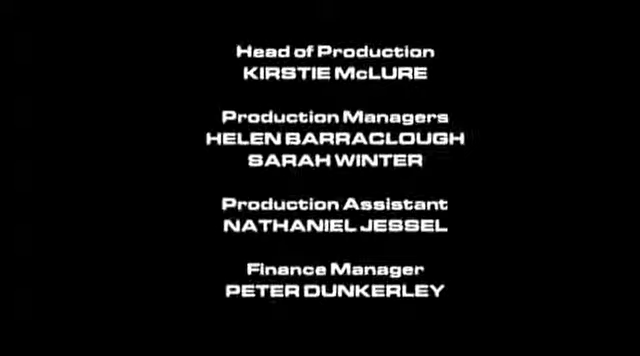 Head of Production
KIRSTIE McLURE
Production Managers
HELEN BARRACLOUGH
SARAH WINTER
Production Assistant
NATHANIEL JESSEL
Finance Manager
PETER DUNKERLEY